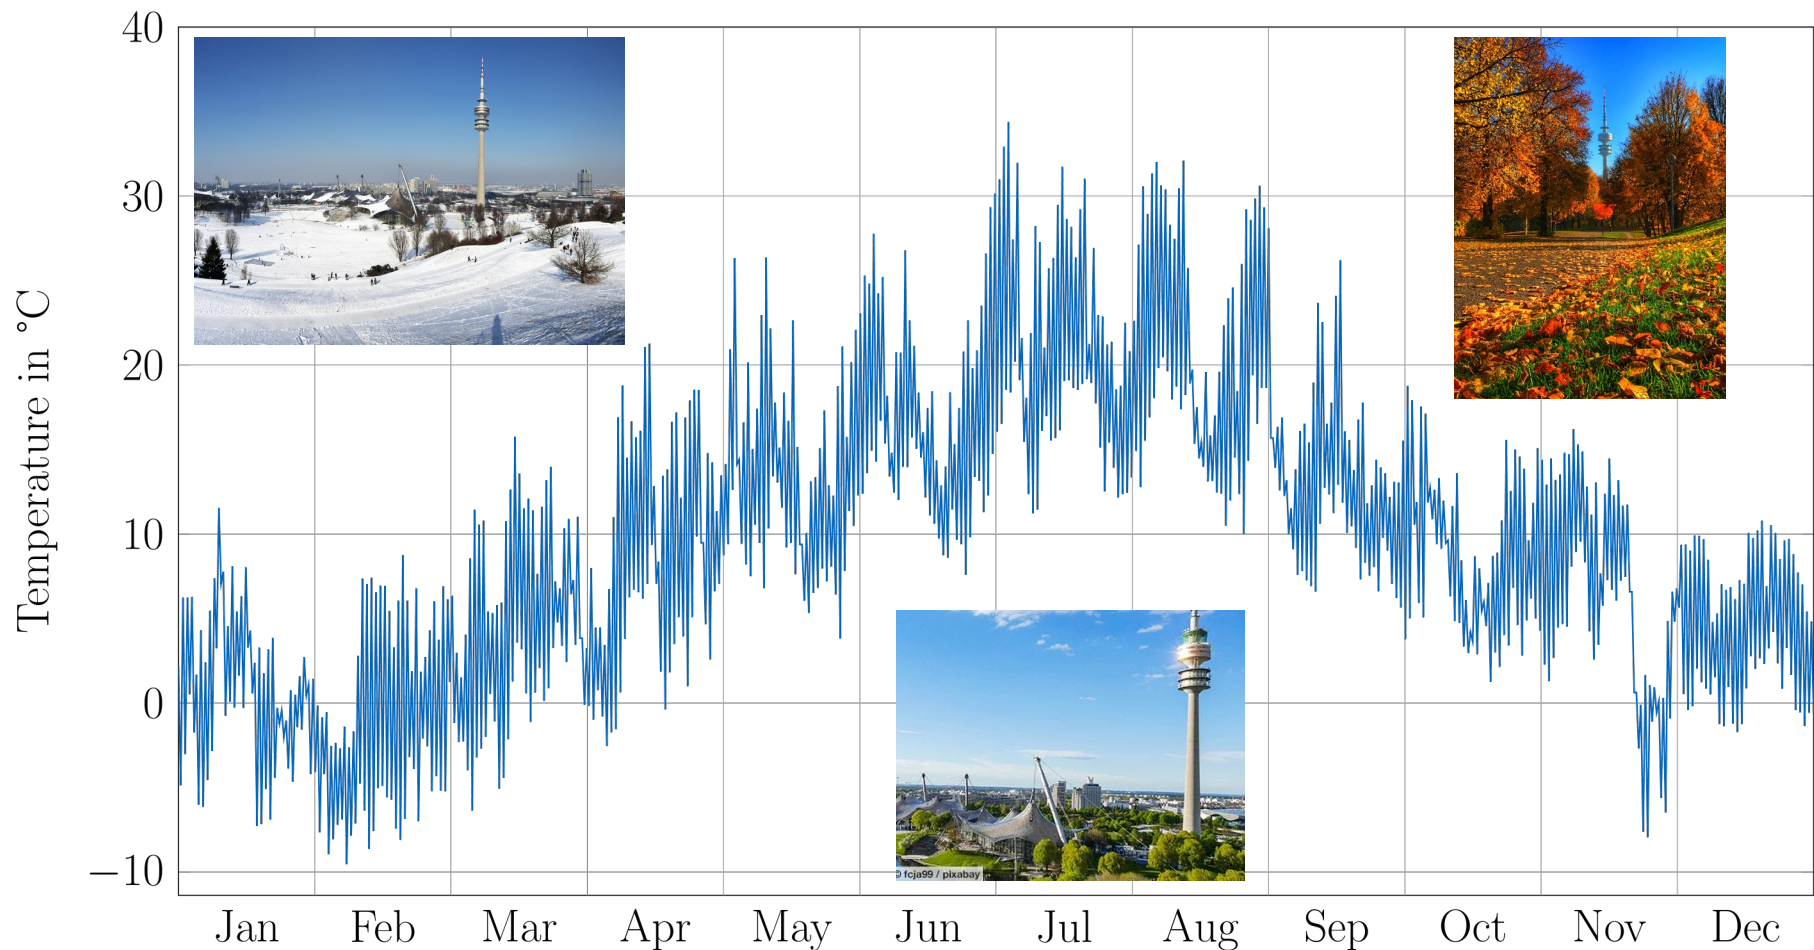 40
30
20
10
0
−10
Temperature in °C
© fcja99 / pixabay
Jan Feb Mar Apr May Jun Jul Aug Sep Oct Nov Dec